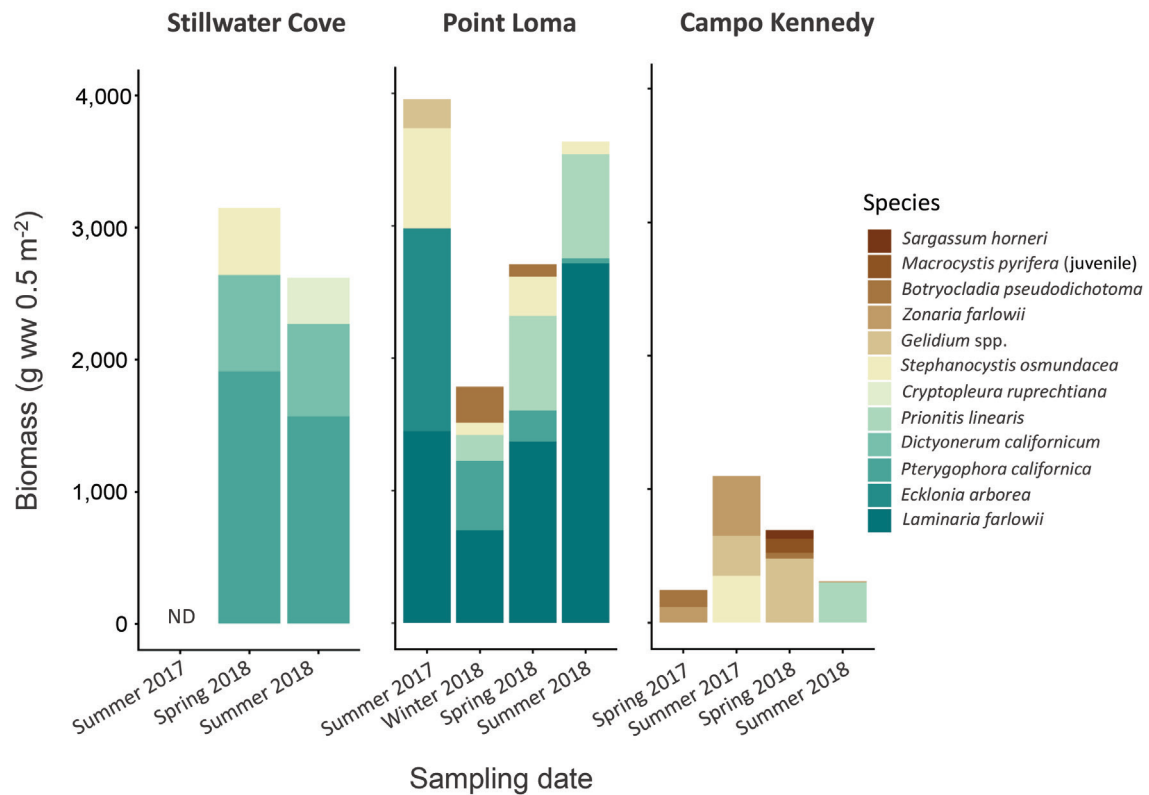 Stillwater Cove
Point Loma
Campo Kennedy
Biomass (g ww 0.5 m-2)
4,000
3,000
2,000
1,000
0
ND
Summer 2017
Spring 2018
Summer 2018
Summer 2017
Winter 2018
Spring 2018
Summer 2018
Spring 2017
Summer 2017
Spring 2018
Summer 2018
Sampling date
Species
Sargassum horneri
Macrocystis pyrifera (juvenile)
Botryocladia pseudodichotoma
Zonaria farlowii
Gelidium spp.
Stephanocystis osmundacea
Cryptopleura ruprechtiana
Prionitis linearis
Dictyonerum californicum
Pterygophora californica
Ecklonia arborea
Laminaria farlowii